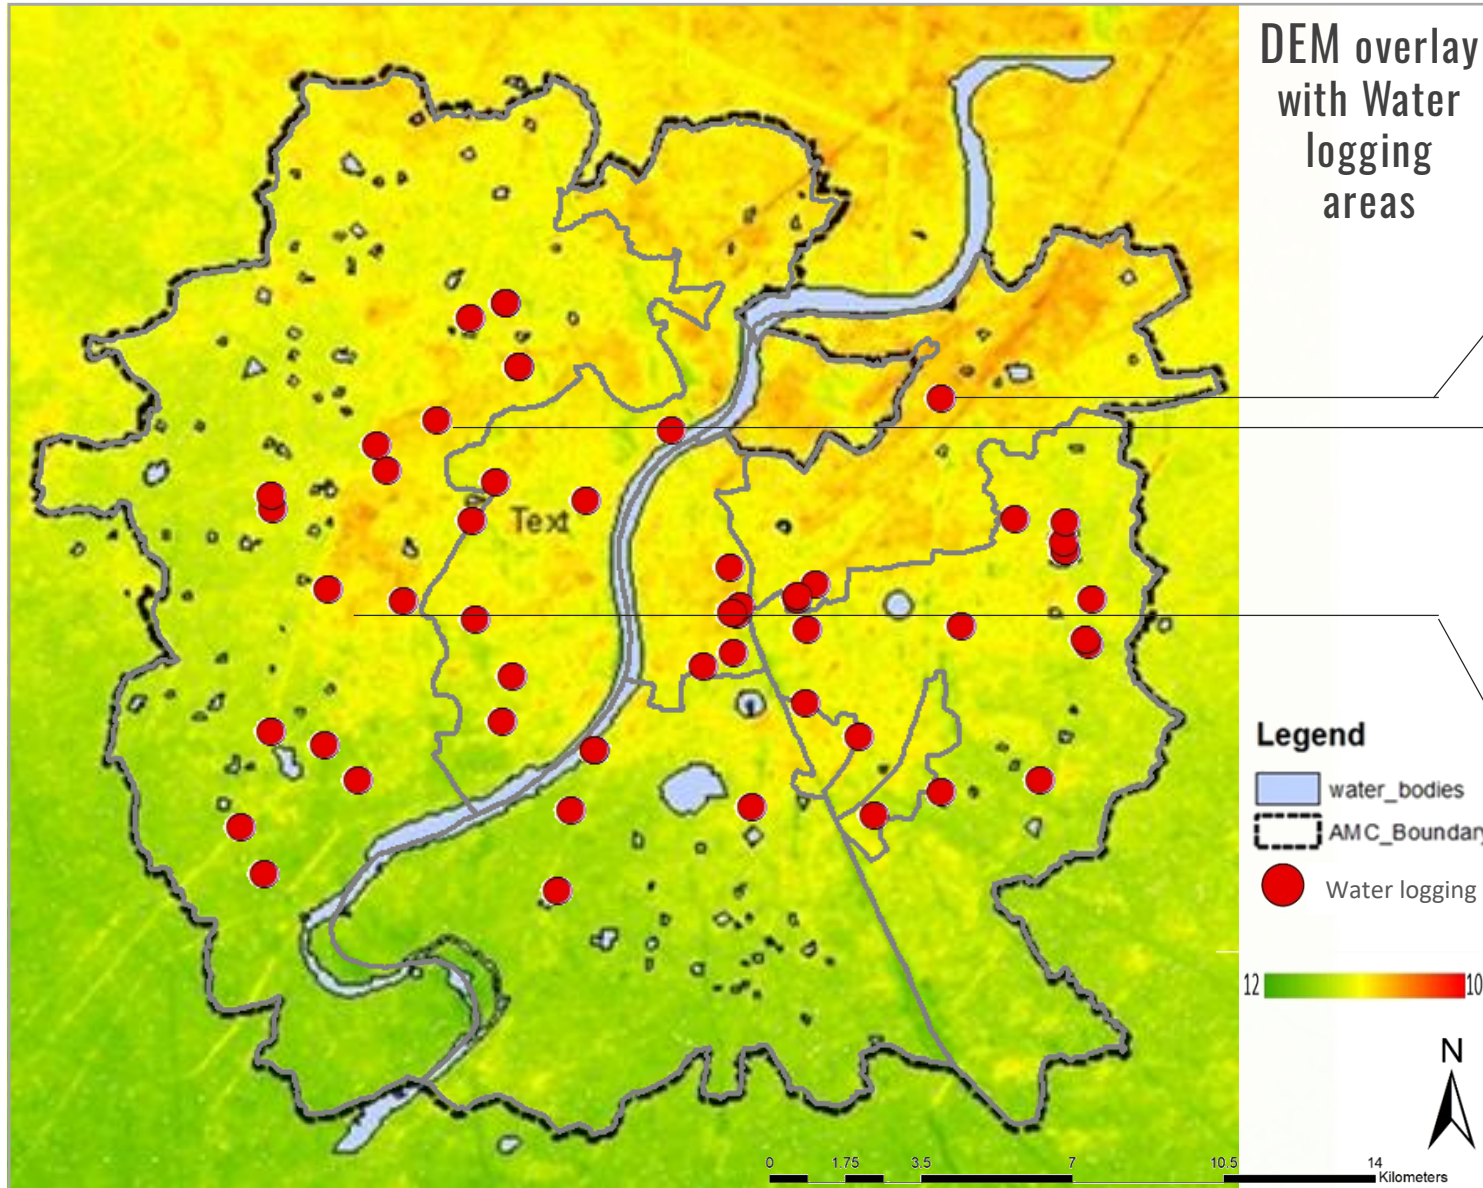 DEM overlay
with Water
logging
areas
Text
Legend
water_bodies
AMC_Boundary
Water logging
12 10
N
0 1.75 3.5 7 10.5 14
Kilometers